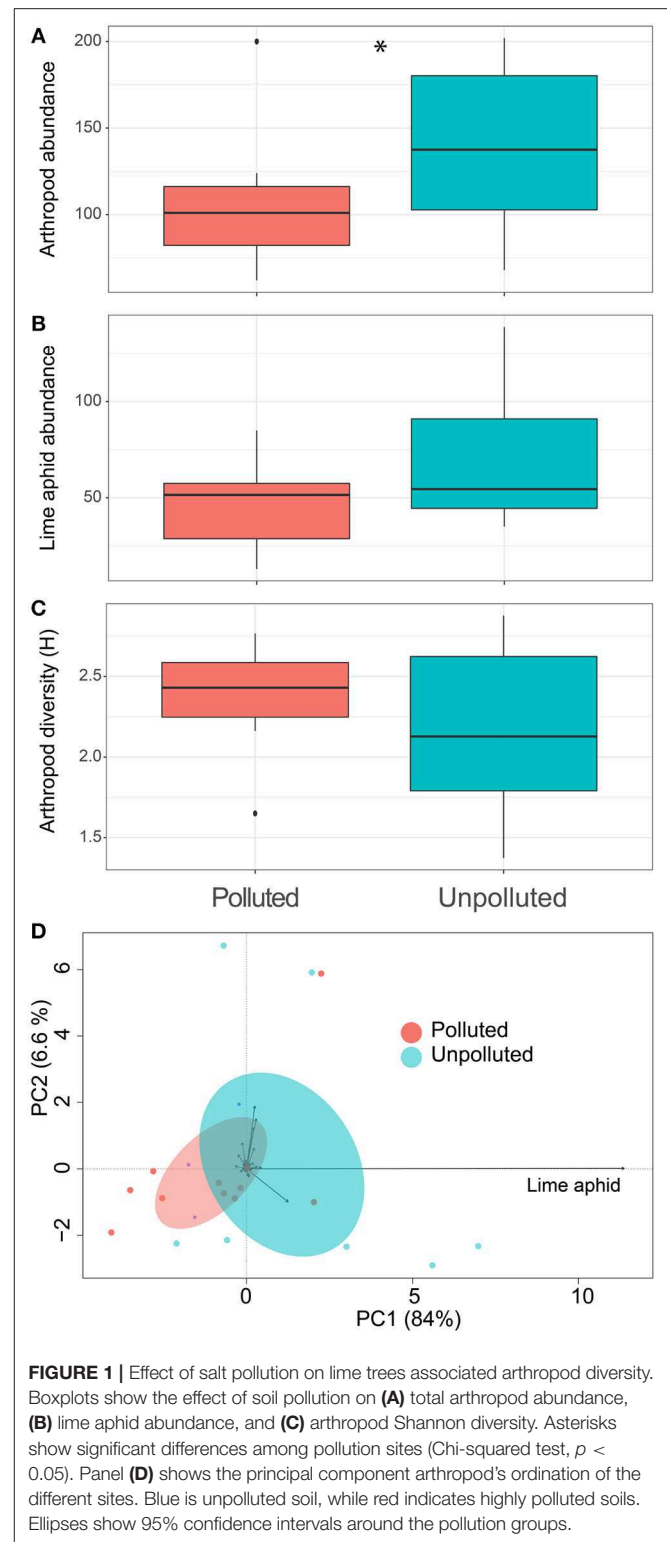 A
Arthropod abundance
200
150
100
*
B
Lime aphid abundance
100
50
C
Arthropod diversity (H)
2.5
2.0
1.5
Polluted
Unpolluted
D
PC2 (6.6 %)
6
4
2
0
-2
Polluted
Unpolluted
Lime aphid
0
5
10
PC1 (84%)
FIGURE 1 | Effect of salt pollution on lime trees associated arthropod diversity.
Boxplots show the effect of soil pollution on (A) total arthropod abundance,
(B) lime aphid abundance, and (C) arthropod Shannon diversity. Asterisks
show significant differences among pollution sites (Chi-squared test, p <
0.05). Panel (D) shows the principal component arthropod's ordination of the
different sites. Blue is unpolluted soil, while red indicates highly polluted soils.
Ellipses show 95% confidence intervals around the pollution groups.